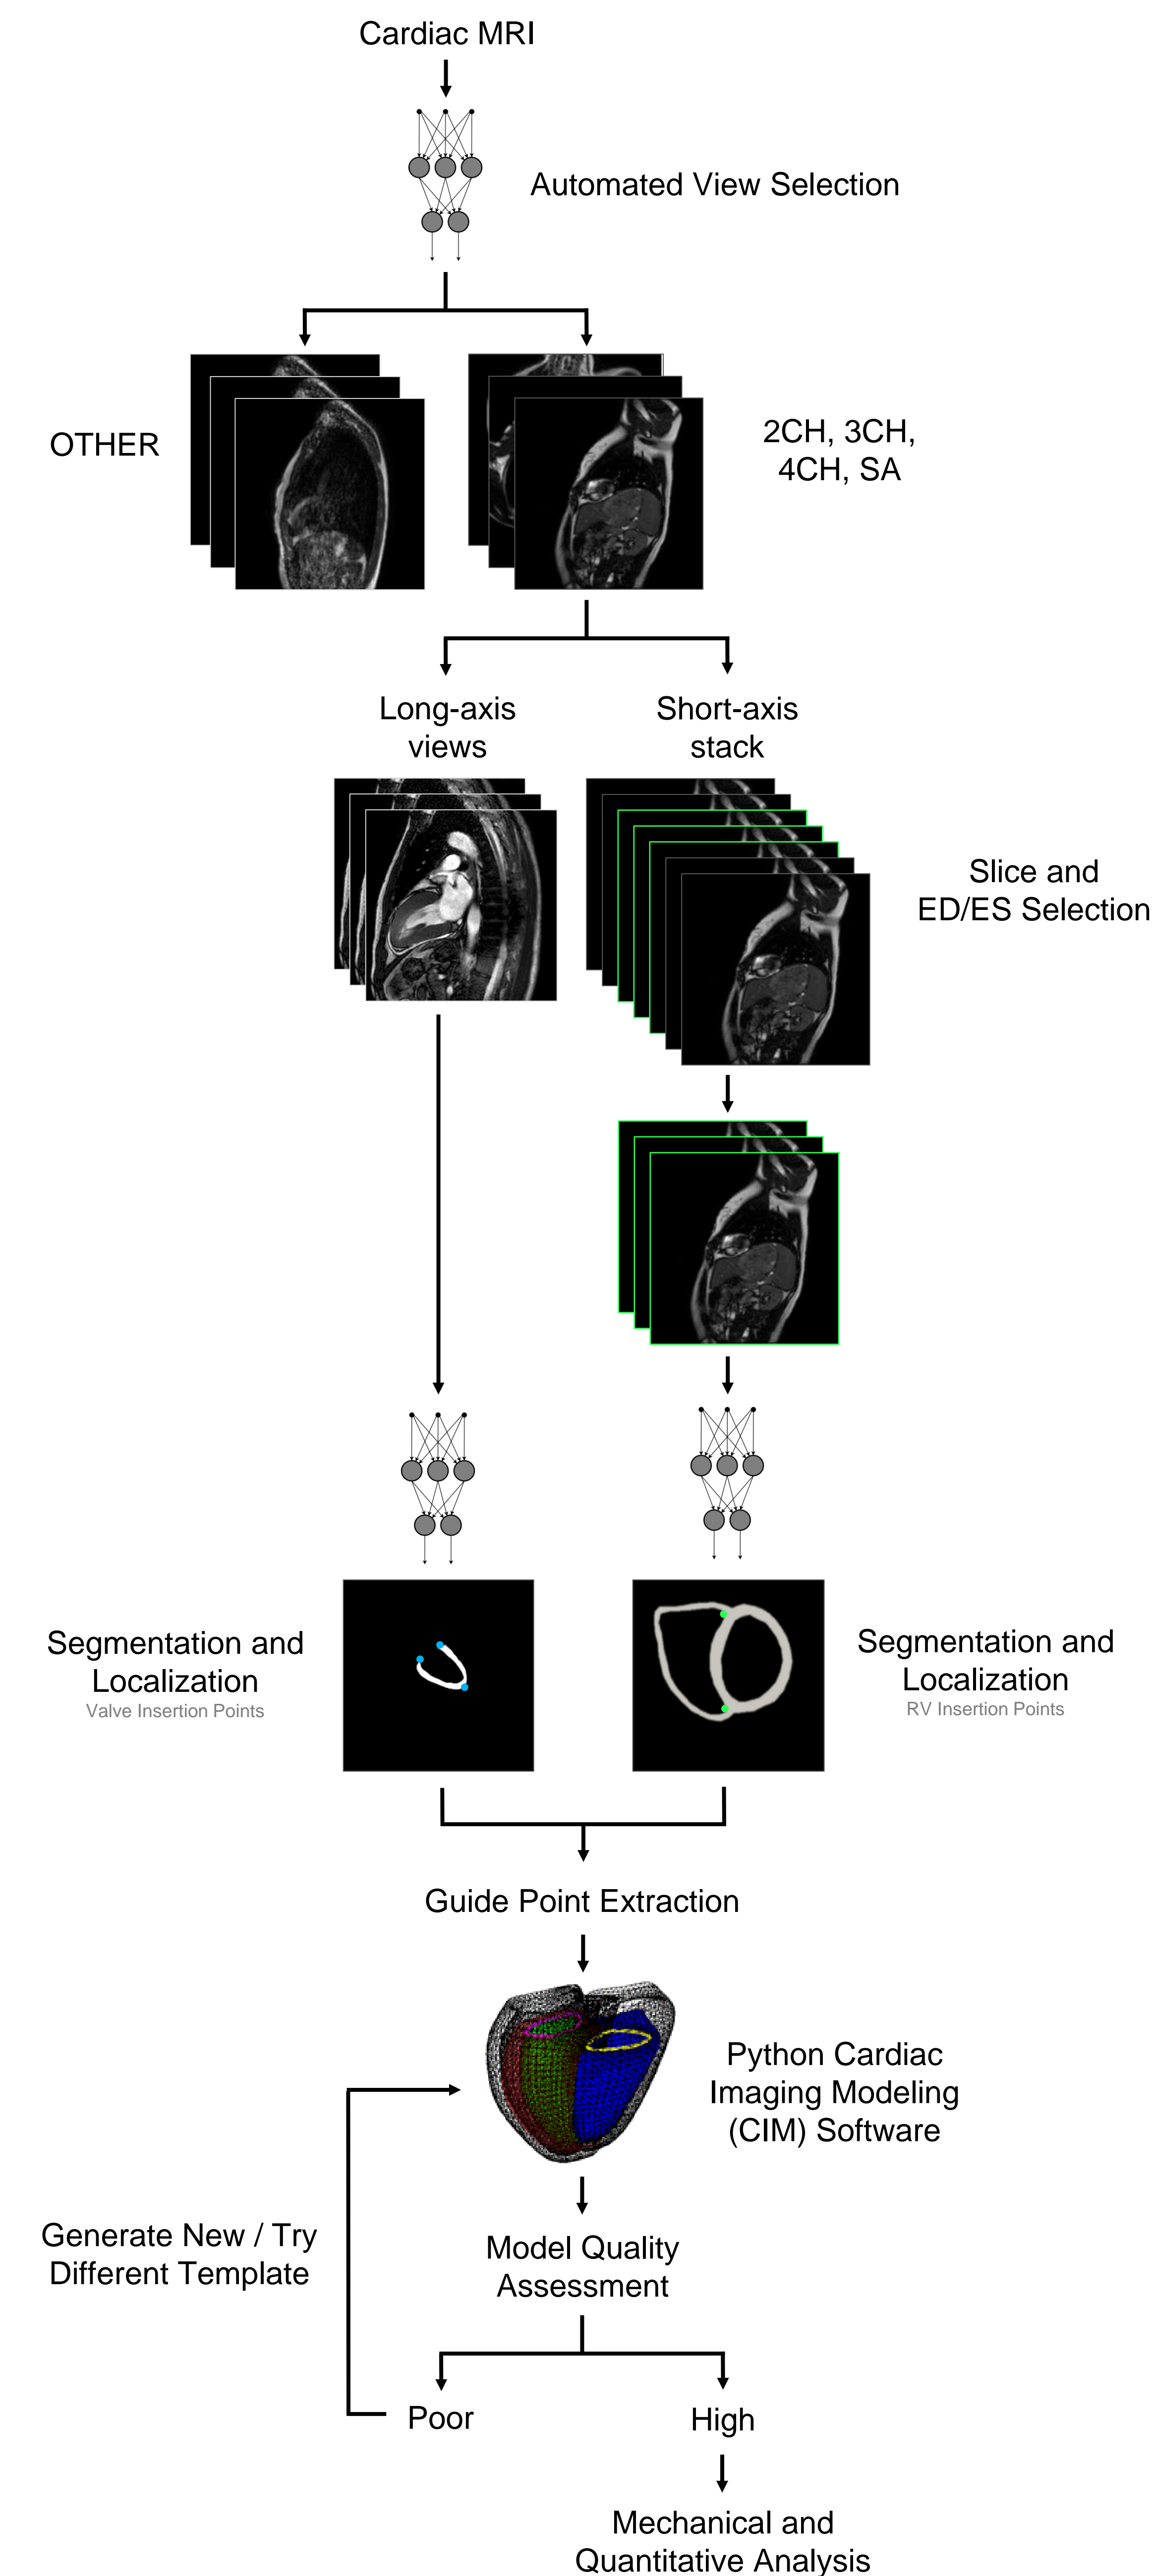 Cardiac MRI
Automated View Selection
OTHER
2CH, 3CH,
4CH, SA
Long-axis
views
Short-axis
stack
Slice and
ED/ES Selection
Segmentation and
Localization
Valve Insertion Points
Segmentation and
Localization
RV Insertion Points
Guide Point Extraction
Python Cardiac
Imaging Modeling
(CIM) Software
Generate New / Try
Different Template
Model Quality
Assessment
Poor
High
Mechanical and
Quantitative Analysis